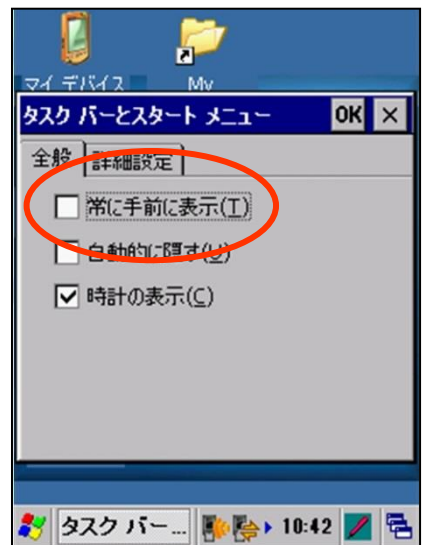 マイ デバイス
My
タスク バーとスタート メニュー OK ×
全般 詳細設定
常に手前に表示(T)
自動的に隠す(U)
時計の表示(C)
タスク バー... 10:42